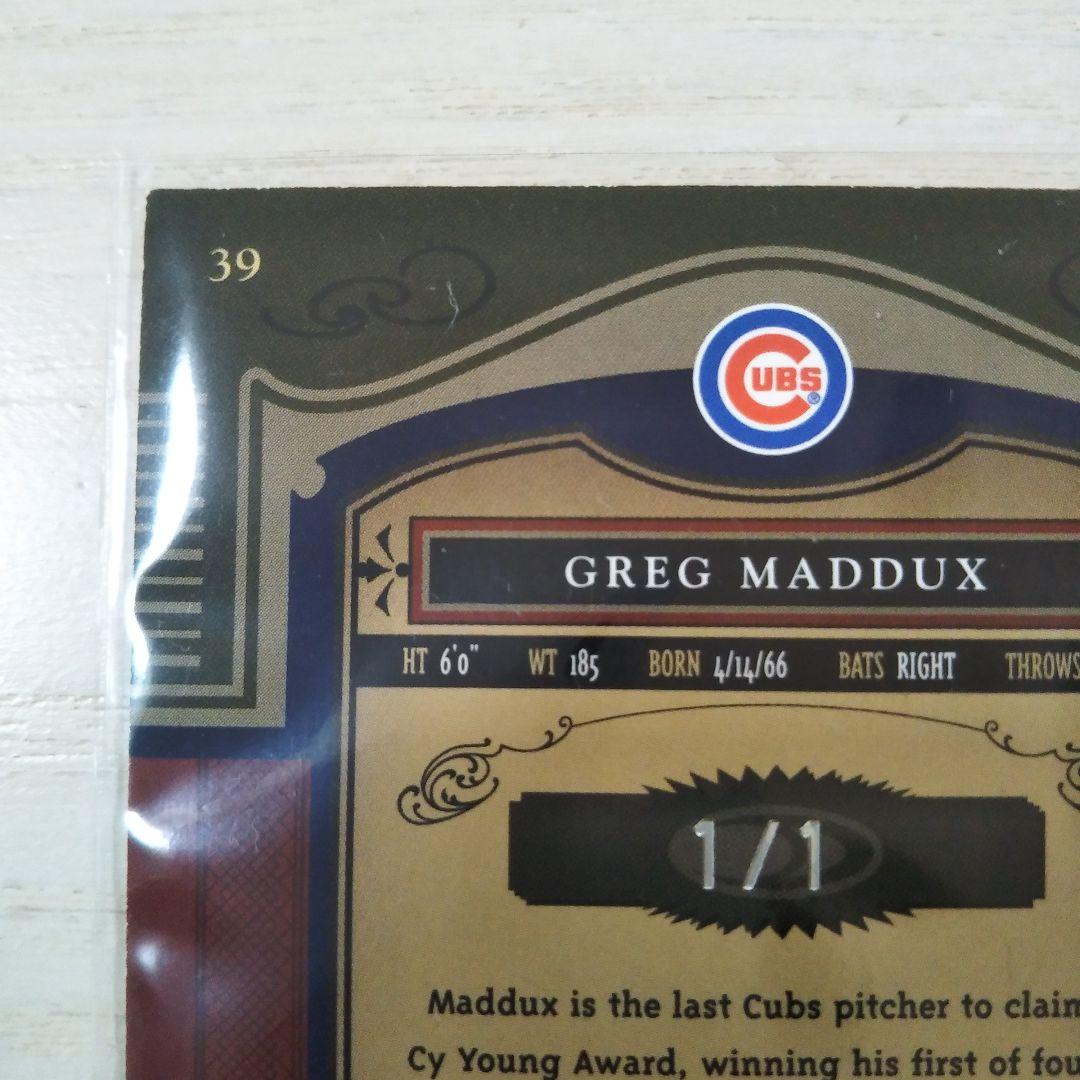 39
CUBS®
GREG MADDUX
HT 6'0" WT 185 BORN 4/14/66 BATS RIGHT THROWS
1/1
Maddux is the last Cubs pitcher to claim
Cy Young Award, winning his first of fou